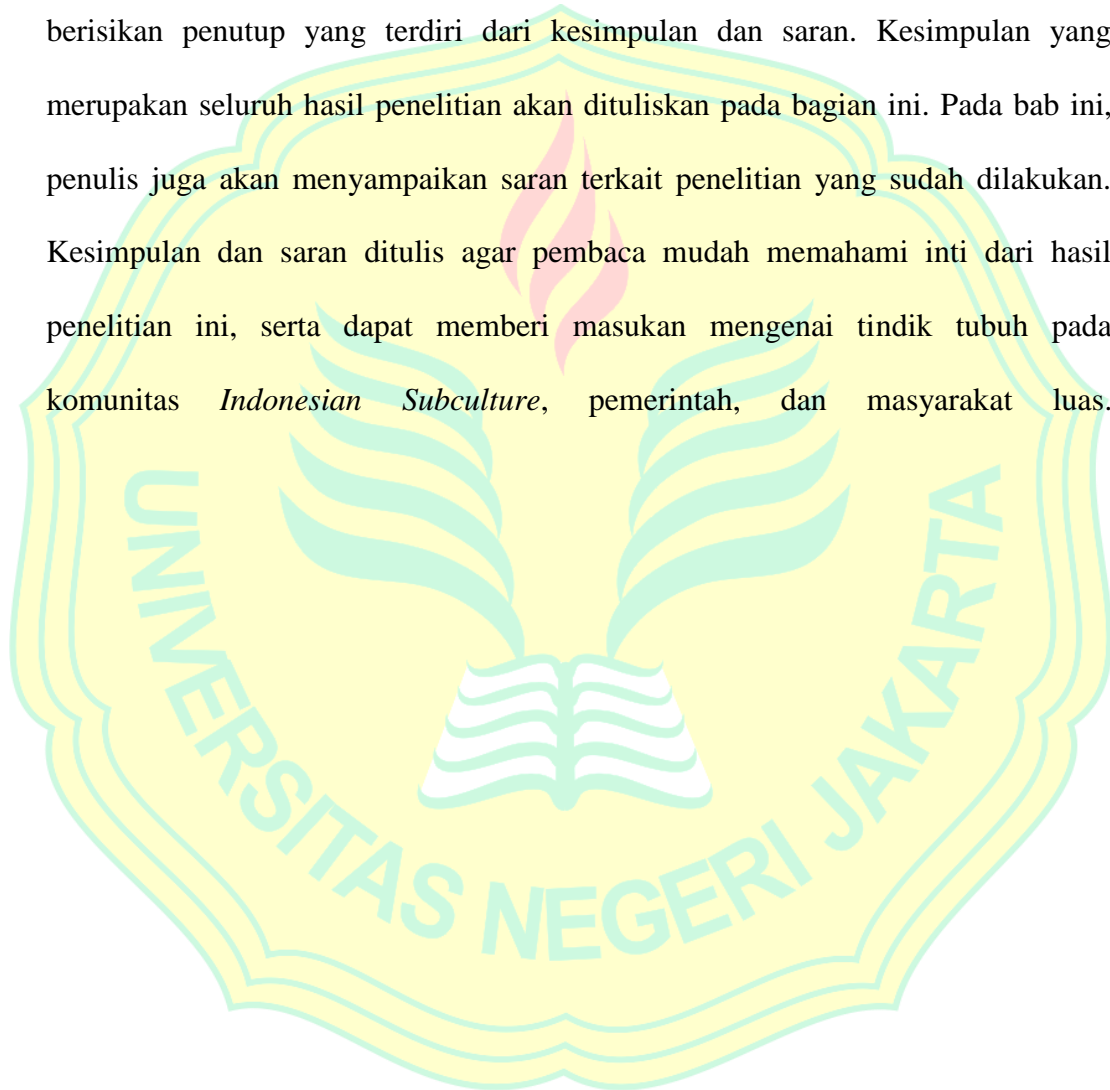 berisikan penutup yang terdiri dari kesimpulan dan saran. Kesimpulan yang
merupakan seluruh hasil penelitian akan dituliskan pada bagian ini. Pada bab ini,
penulis juga akan menyampaikan saran terkait penelitian yang sudah dilakukan.
Kesimpulan dan saran ditulis agar pembaca mudah memahami inti dari hasil
penelitian ini, serta dapat memberi masukan mengenai tindik tubuh pada
komunitas Indonesian Subculture, pemerintah, dan masyarakat luas.
UNIVERSITAS NEGERI JAKARTA